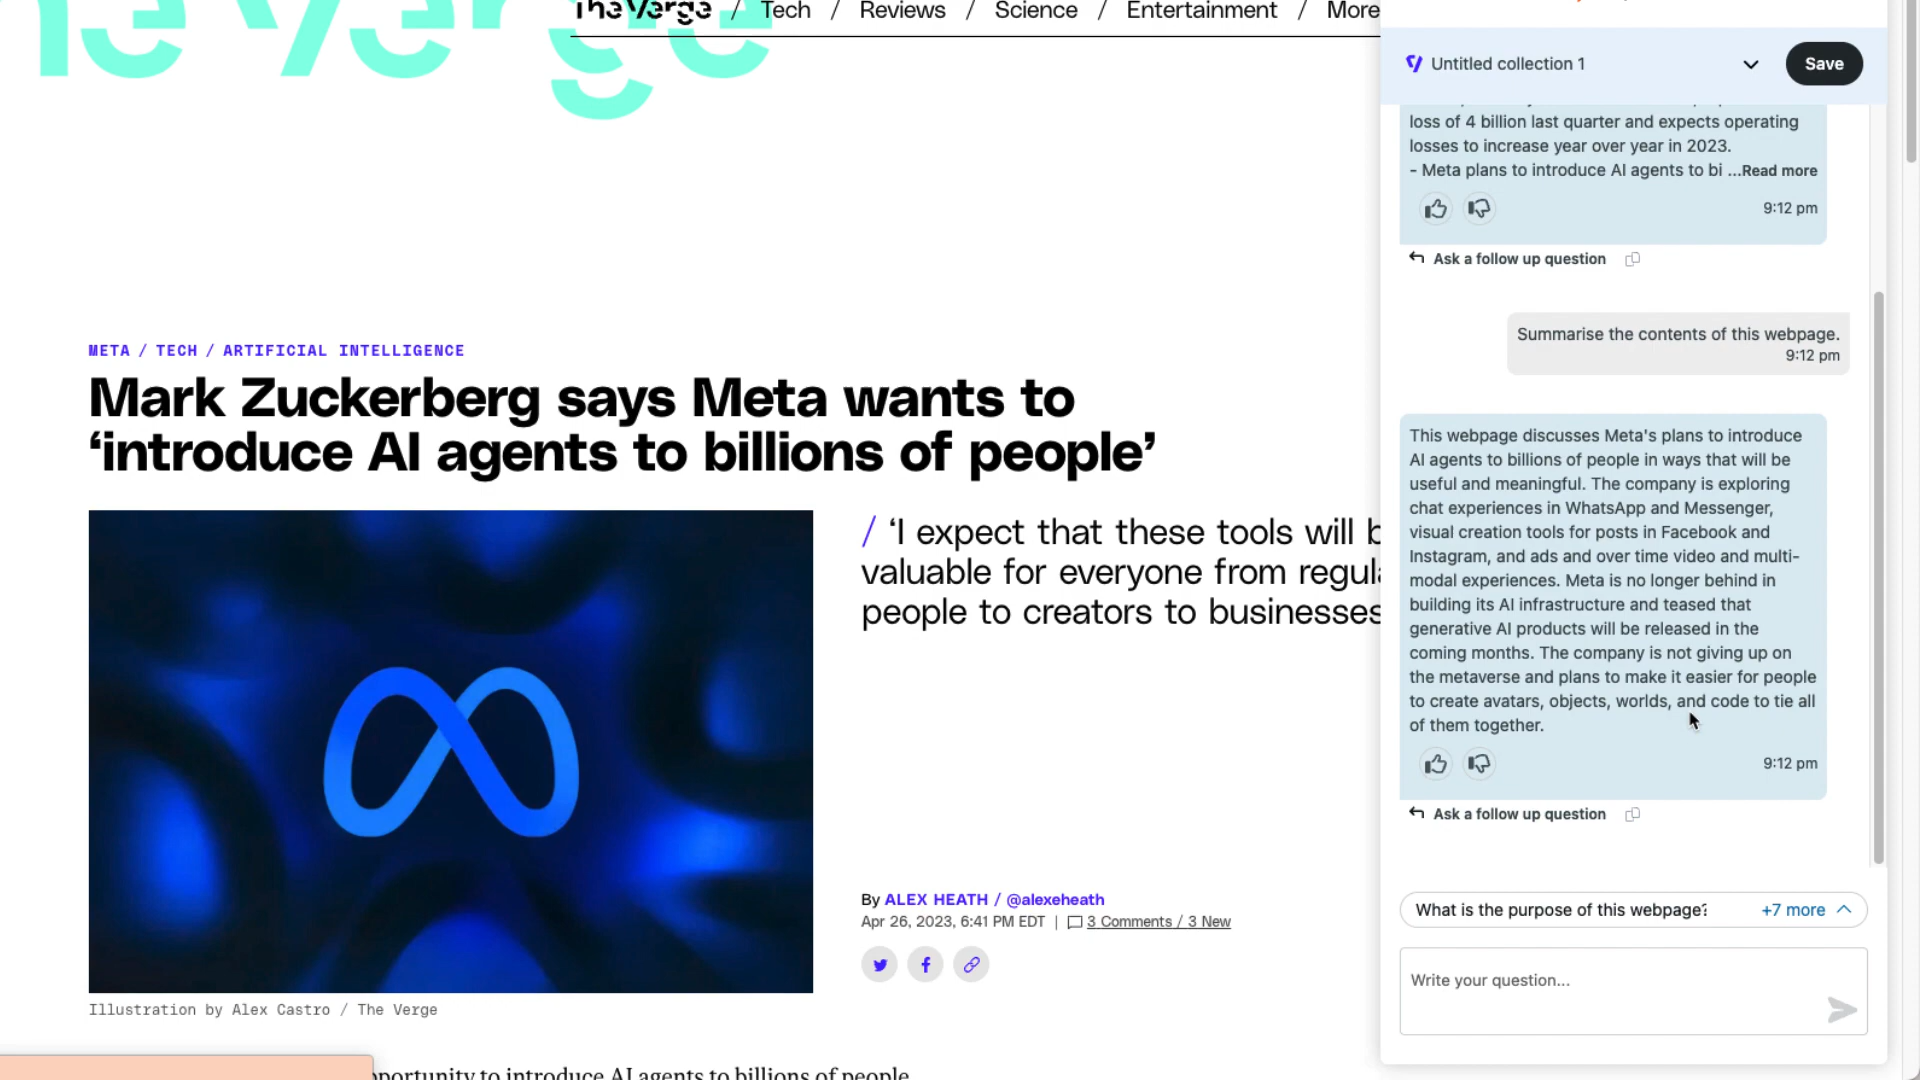 The Verge / Tech / Reviews / Science / Entertainment / More
The Verge
META / TECH / ARTIFICIAL INTELLIGENCE
Mark Zuckerberg says Meta wants to
‘introduce AI agents to billions of people’
/ ‘I expect that these tools will
valuable for everyone from
people to creators to businesses
By ALEX HEATH / @alexeheath
Apr 26, 2023, 6:41 PM EDT | 3 Comments / 3 New
Illustration by Alex Castro / The Verge
to introduce AI agents to billions of people
Untitled collection 1
Save
loss of 4 billion last quarter and expects operating
losses to increase year over year in 2023.
- Meta plans to introduce AI agents to bi ...Read more
9:12 pm
Ask a follow up question
Summarise the contents of this webpage.
9:12 pm
This webpage discusses Meta's plans to introduce
AI agents to billions of people in ways that will be
useful and meaningful. The company is exploring
chat experiences in WhatsApp and Messenger,
visual creation tools for posts in Facebook and
Instagram, and ads and over time video and multi-
modal experiences. Meta is no longer behind in
building its AI infrastructure and teased that
generative AI products will be released in the
coming months. The company is not giving up on
the metaverse and plans to make it easier for people
to create avatars, objects, worlds, and code to tie all
of them together.
9:12 pm
Ask a follow up question
What is the purpose of this webpage?
+7 more
Write your question...